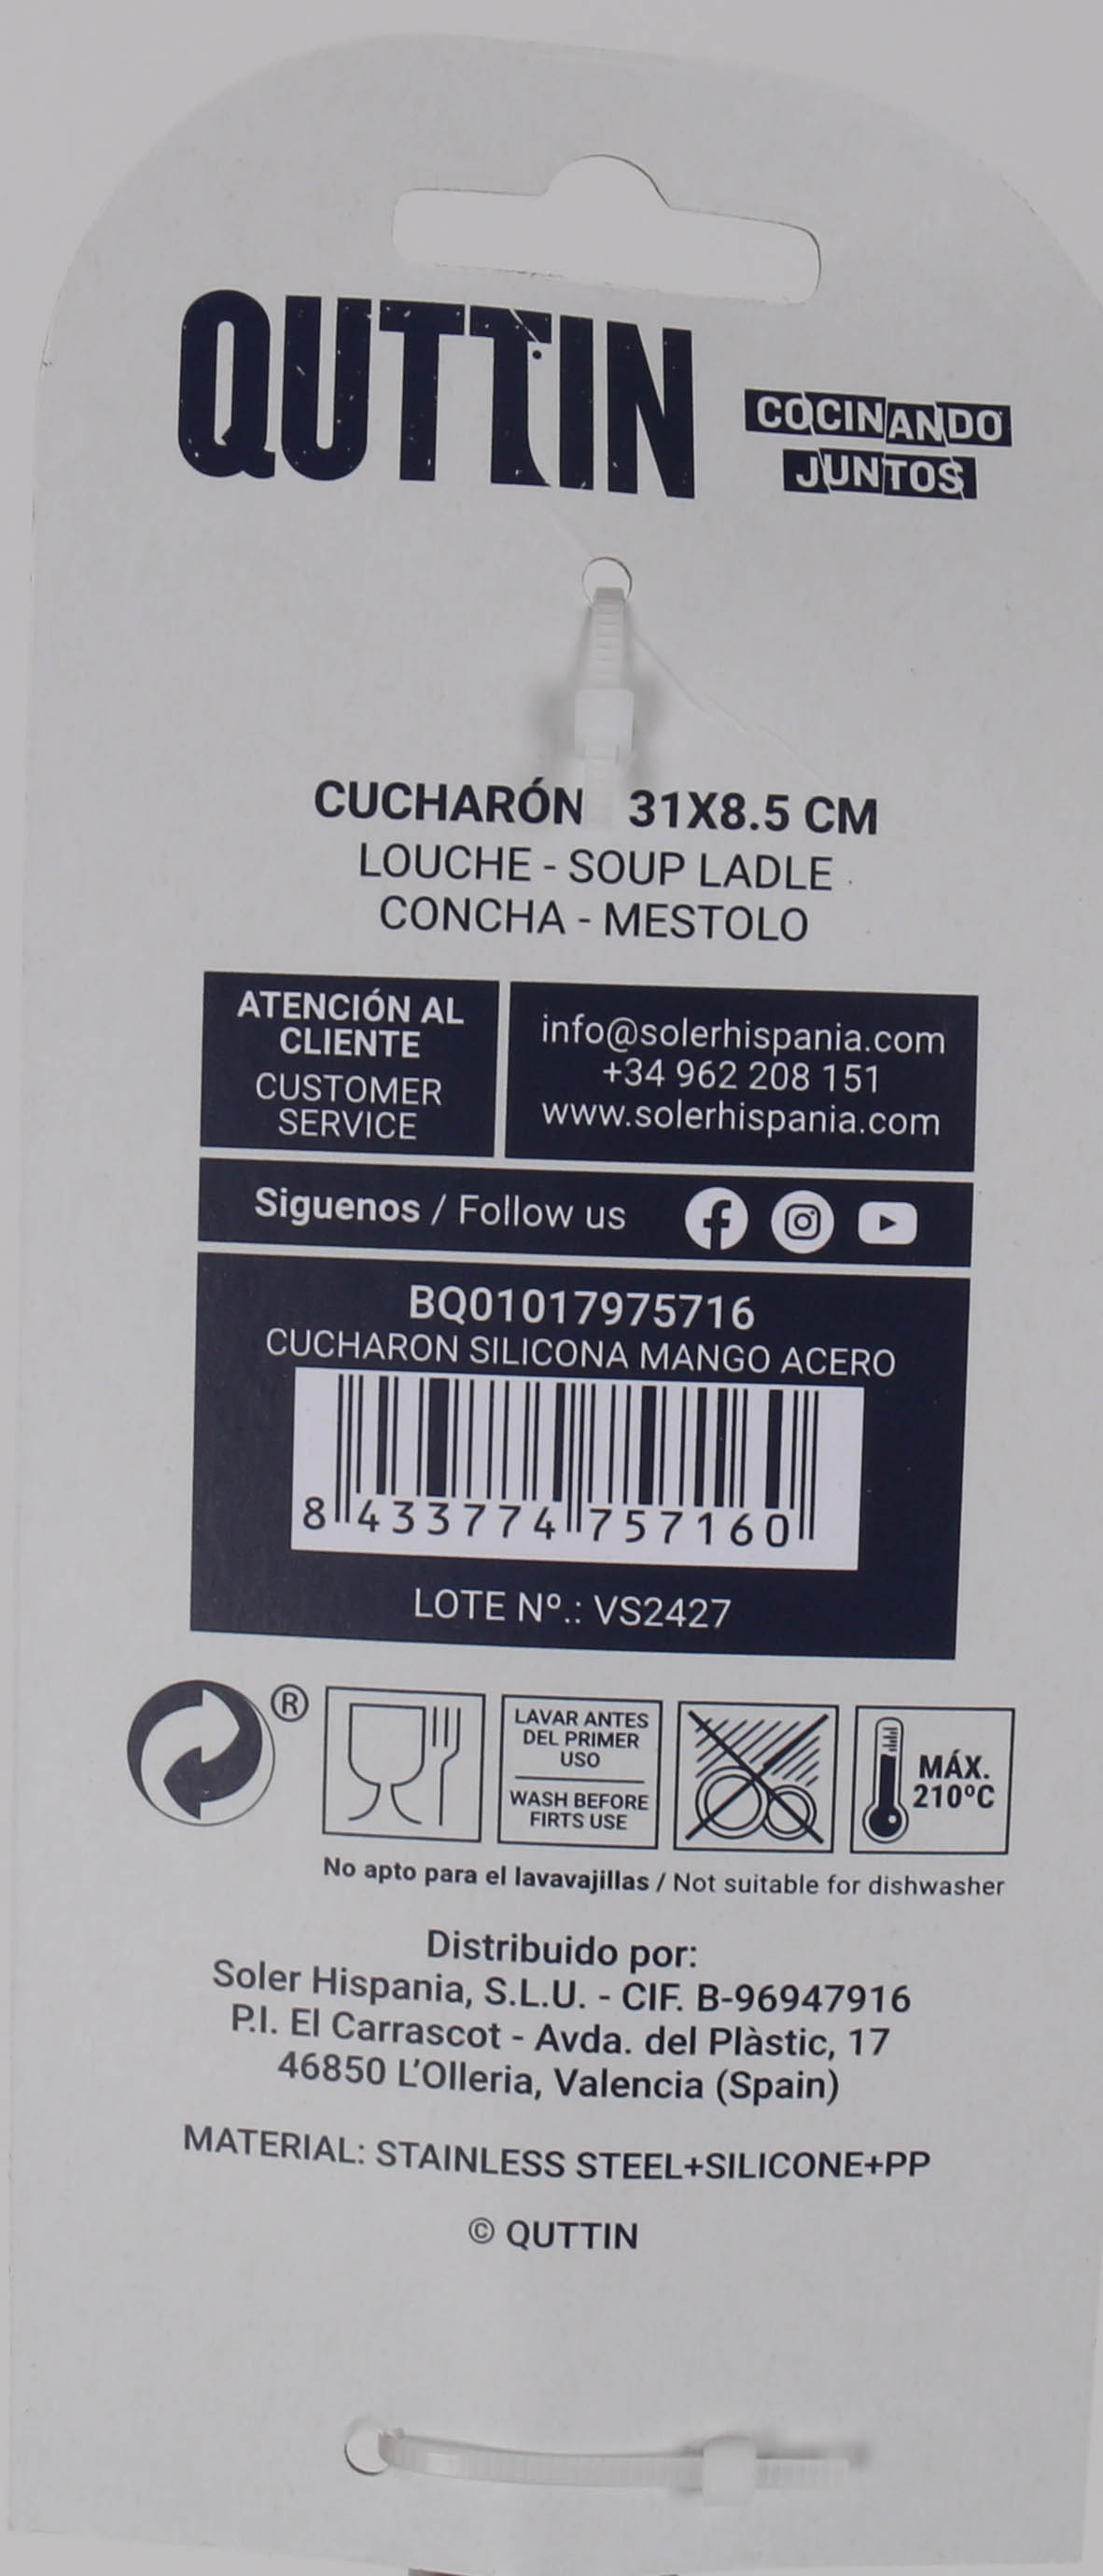 QUTTIN
COCINANDO
JUNTOS
CUCHARÓN 31X8.5 CM
LOUCHE - SOUP LADLE
CONCHA - MESTOLO
ATENCIÓN AL
CLIENTE
CUSTOMER
SERVICE
info@solerhispania.com
+34 962 208 151
www.solerhispania.com
Siguenos / Follow us
BQ01017975716
CUCHARON SILICONA MANGO ACERO
8 433774 757160
LOTE Nº.: VS2427
®
LAVAR ANTES
DEL PRIMER
USO
WASH BEFORE
FIRTS USE
MÁX.
210ºC
No apto para el lavavajillas / Not suitable for dishwasher
Distribuido por:
Soler Hispania, S.L.U. - CIF. B-96947916
P.I. El Carrascot - Avda. del Plàstic, 17
46850 L'Olleria, Valencia (Spain)
MATERIAL: STAINLESS STEEL+SILICONE+PP
© QUTTIN